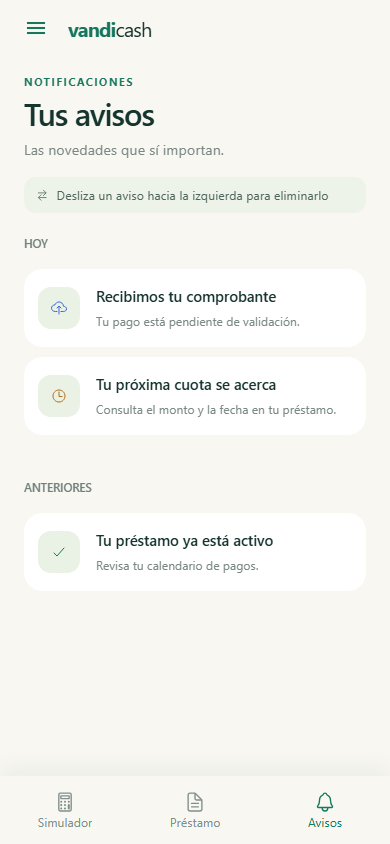 vandicash
NOTIFICACIONES
Tus avisos
Las novedades que sí importan.
Desliza un aviso hacia la izquierda para eliminarlo
HOY
Recibimos tu comprobante
Tu pago está pendiente de validación.
Tu próxima cuota se acerca
Consulta el monto y la fecha en tu préstamo.
ANTERIORES
Tu préstamo ya está activo
Revisa tu calendario de pagos.
Simulador
Préstamo
Avisos